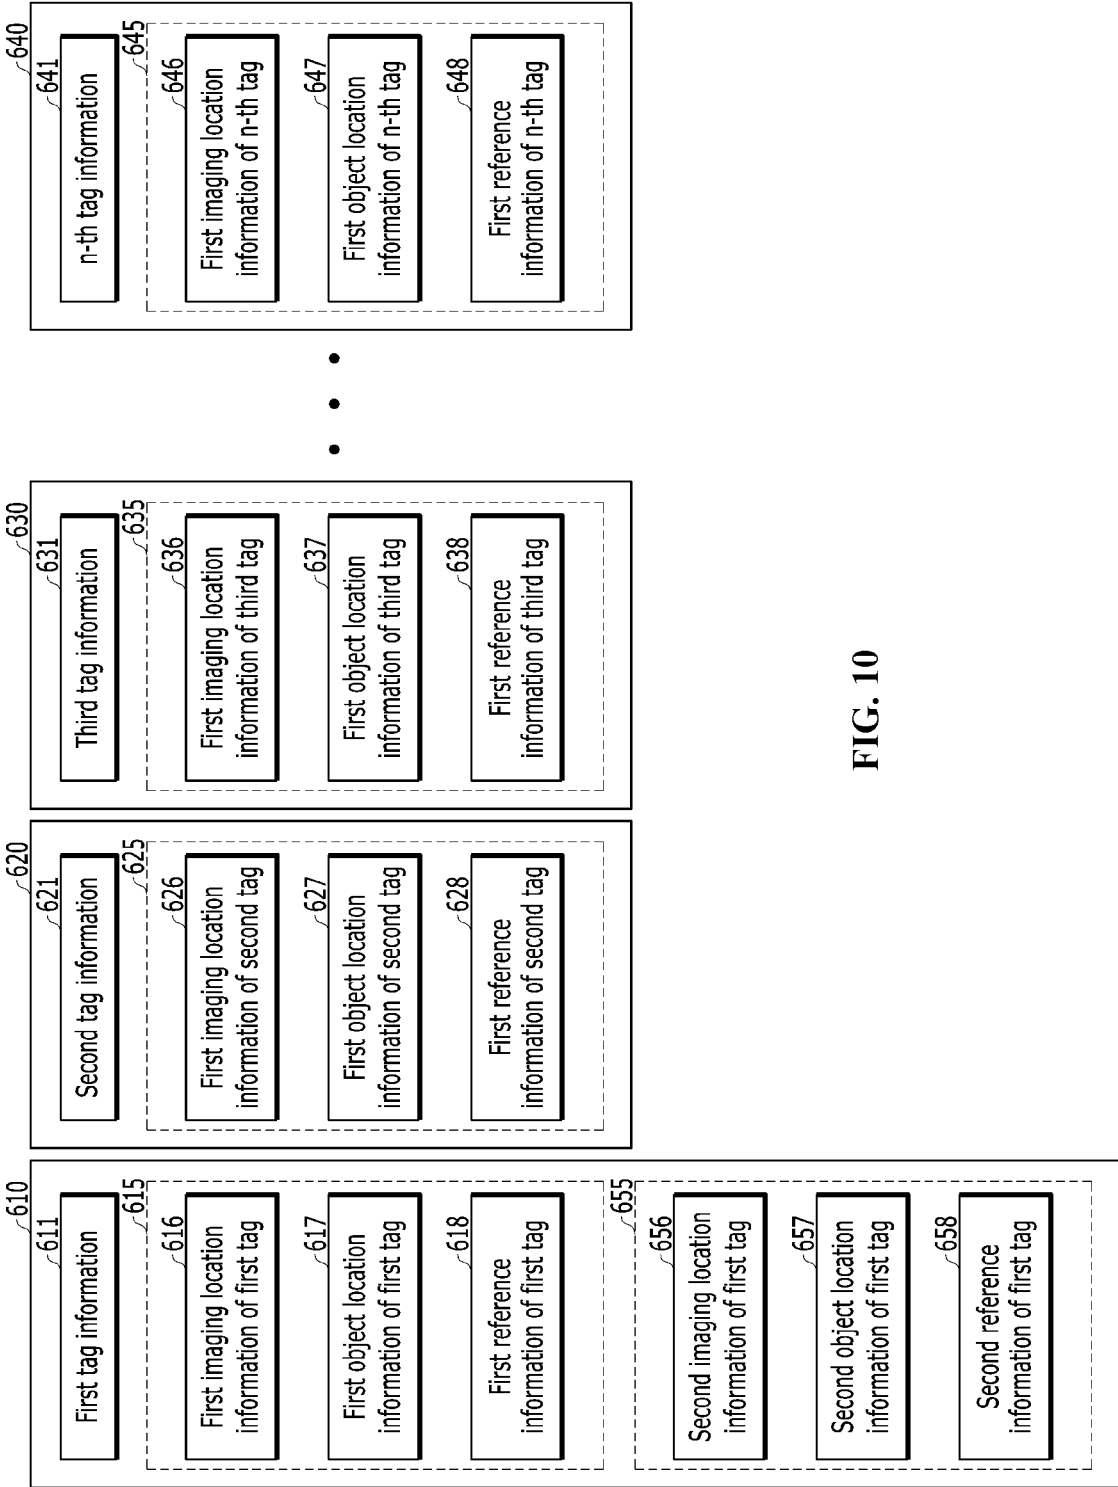 610
611
First tag information
615
616
First imaging location
information of first tag
617
First object location
information of first tag
618
First reference
information of first tag
655
656
Second imaging location
information of first tag
657
Second object location
information of first tag
658
Second reference
information of first tag
620
621
Second tag information
625
626
First imaging location
information of second tag
627
First object location
information of second tag
628
First reference
information of second tag
630
631
Third tag information
635
636
First imaging location
information of third tag
637
First object location
information of third tag
638
First reference
information of third tag
640
641
n-th tag information
645
646
First imaging location
information of n-th tag
647
First object location
information of n-th tag
648
First reference
information of n-th tag
FIG. 10